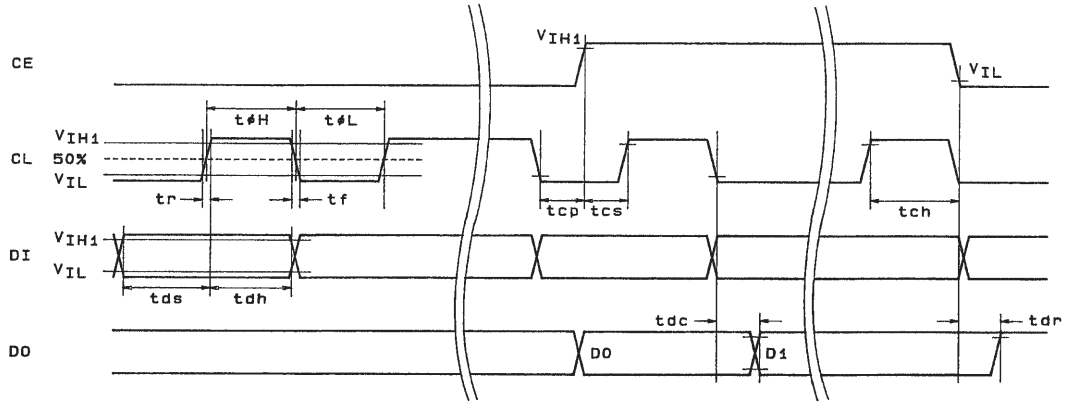 CE
VIH1
VIL
tøH
tøL
CL
VIH1
50%
VIL
tr
tf
tcp
tcs
tch
DI
VIH1
VIL
tds
tdh
tdc
tdr
DO
D0
D1